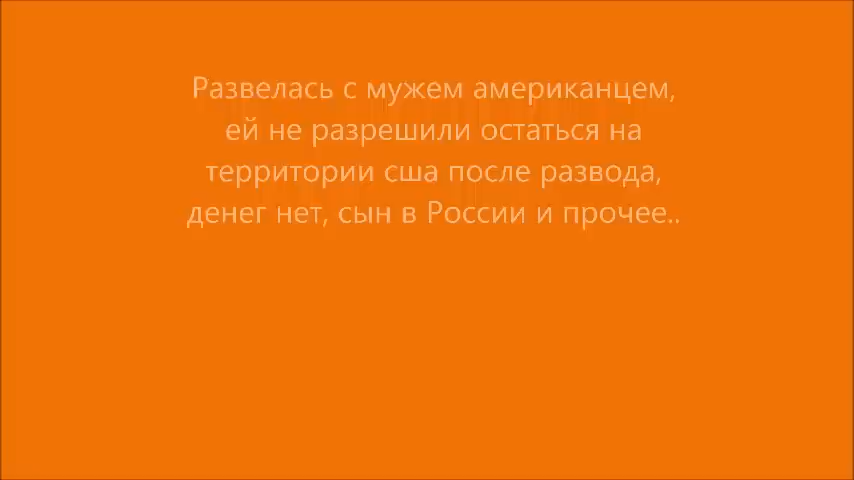 Развелась с мужем американцем,
ей не разрешили остаться на
территории сша после развода,
денег нет, сын в России и прочее..